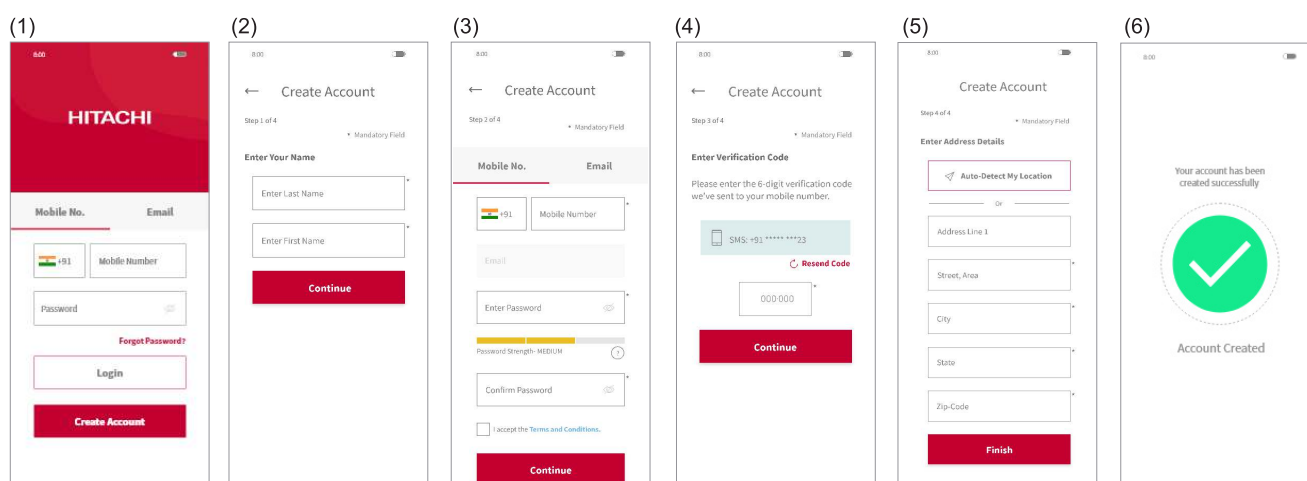 (1)
8:00
HITACHI
Mobile No. Email
+91 Mobile Number
Password
Forgot Password?
Login
Create Account
(2)
8:00
← Create Account
Step 1 of 4
* Mandatory Field
Enter Your Name
Enter Last Name *
Enter First Name *
Continue
(3)
8:00
← Create Account
Step 2 of 4
* Mandatory Field
Mobile No. Email
+91 Mobile Number *
Email
Enter Password *
Password Strength- MEDIUM ?
Confirm Password *
I accept the Terms and Conditions.
Continue
(4)
8:00
← Create Account
Step 3 of 4
* Mandatory Field
Enter Verification Code
Please enter the 6-digit verification code
we've sent to your mobile number.
SMS: +91 ***** ***23
Resend Code
000-000 *
Continue
(5)
8:00
Create Account
Step 4 of 4
* Mandatory Field
Enter Address Details
Auto-Detect My Location
Or
Address Line 1
Street, Area *
City *
State *
Zip-Code *
Finish
(6)
8:00
Your account has been
created successfully
Account Created